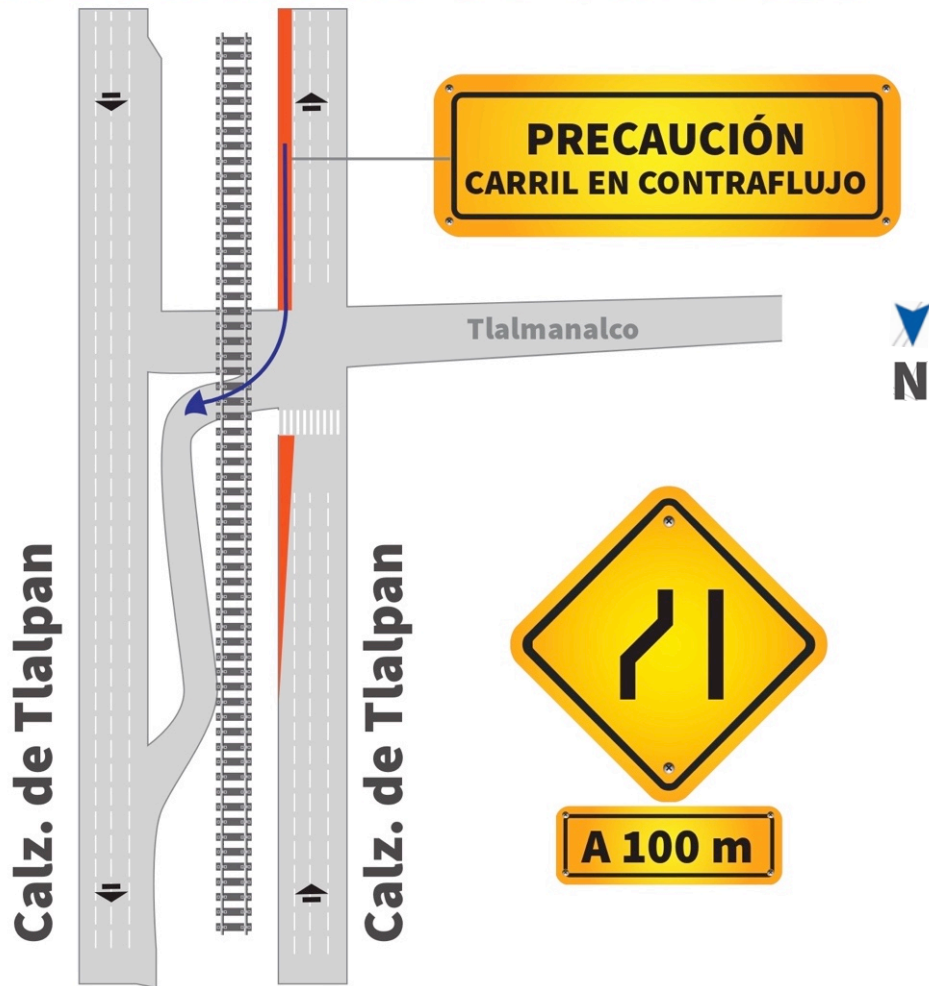 PRECAUCIÓN
CARRIL EN CONTRAFLUJO
Tlalmanalco
N
Calz. de Tlalpan
Calz. de Tlalpan
A 100 m